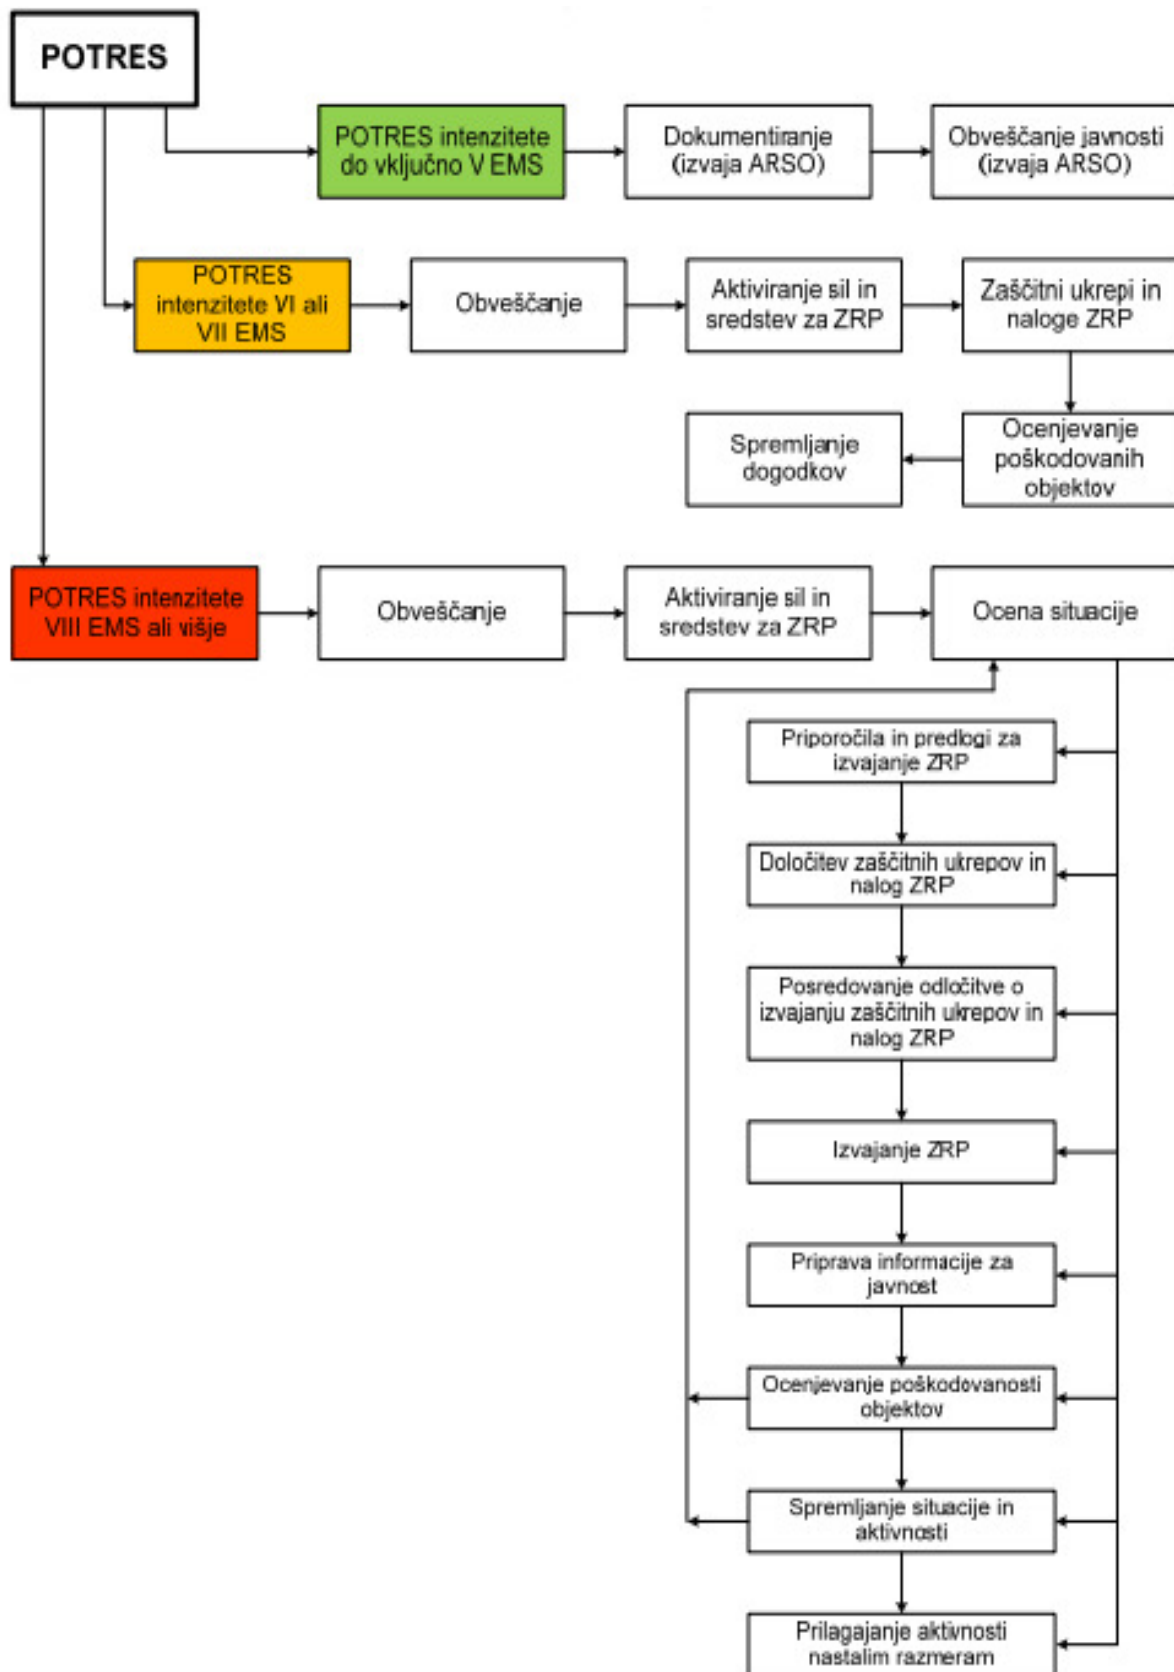 POTRES
POTRES intenzitete
do vključno V EMS
Dokumentiranje
(izvaja ARSO)
Obveščanje javnosti
(izvaja ARSO)
POTRES
intenzitete VI ali
VII EMS
Obveščanje
Aktiviranje sil in
sredstev za ZRP
Zaščitni ukrepi in
naloge ZRP
Ocenjevanje
poškodovanih
objektov
Spremljanje
dogodkov
POTRES intenzitete
VIII EMS ali višje
Obveščanje
Aktiviranje sil in
sredstev za ZRP
Ocena situacije
Priporočila in predlogi za
izvajanje ZRP
Določitev zaščitnih ukrepov in
nalog ZRP
Posredovanje odločitve o
izvajanju zaščitnih ukrepov in
nalog ZRP
Izvajanje ZRP
Priprava informacije za
javnost
Ocenjevanje poškodovanosti
objektov
Spremljanje situacije in
aktivnosti
Prilagajanje aktivnosti
nastalim razmeram